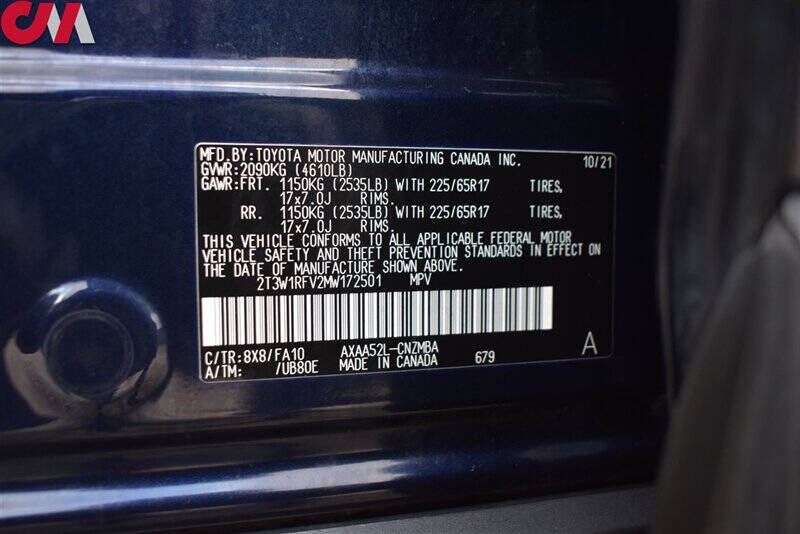 CM
MFD.BY:TOYOTA MOTOR MANUFACTURING CANADA INC. 10/21
GVWR:2090KG (4610LB)
GAWR:FRT. 1150KG (2535LB) WITH 225/65R17 TIRES,
17x7.0J RIMS.
RR. 1150KG (2535LB) WITH 225/65R17 TIRES,
17x7.0J RIMS.
THIS VEHICLE CONFORMS TO ALL APPLICABLE FEDERAL MOTOR
VEHICLE SAFETY AND THEFT PREVENTION STANDARDS IN EFFECT ON
THE DATE OF MANUFACTURE SHOWN ABOVE.
2T3W1RFV2MW172501 MPV
C/TR:8X8/FA10 AXAA52L-CNZMBA
A/TM: /UB80E MADE IN CANADA 679 A